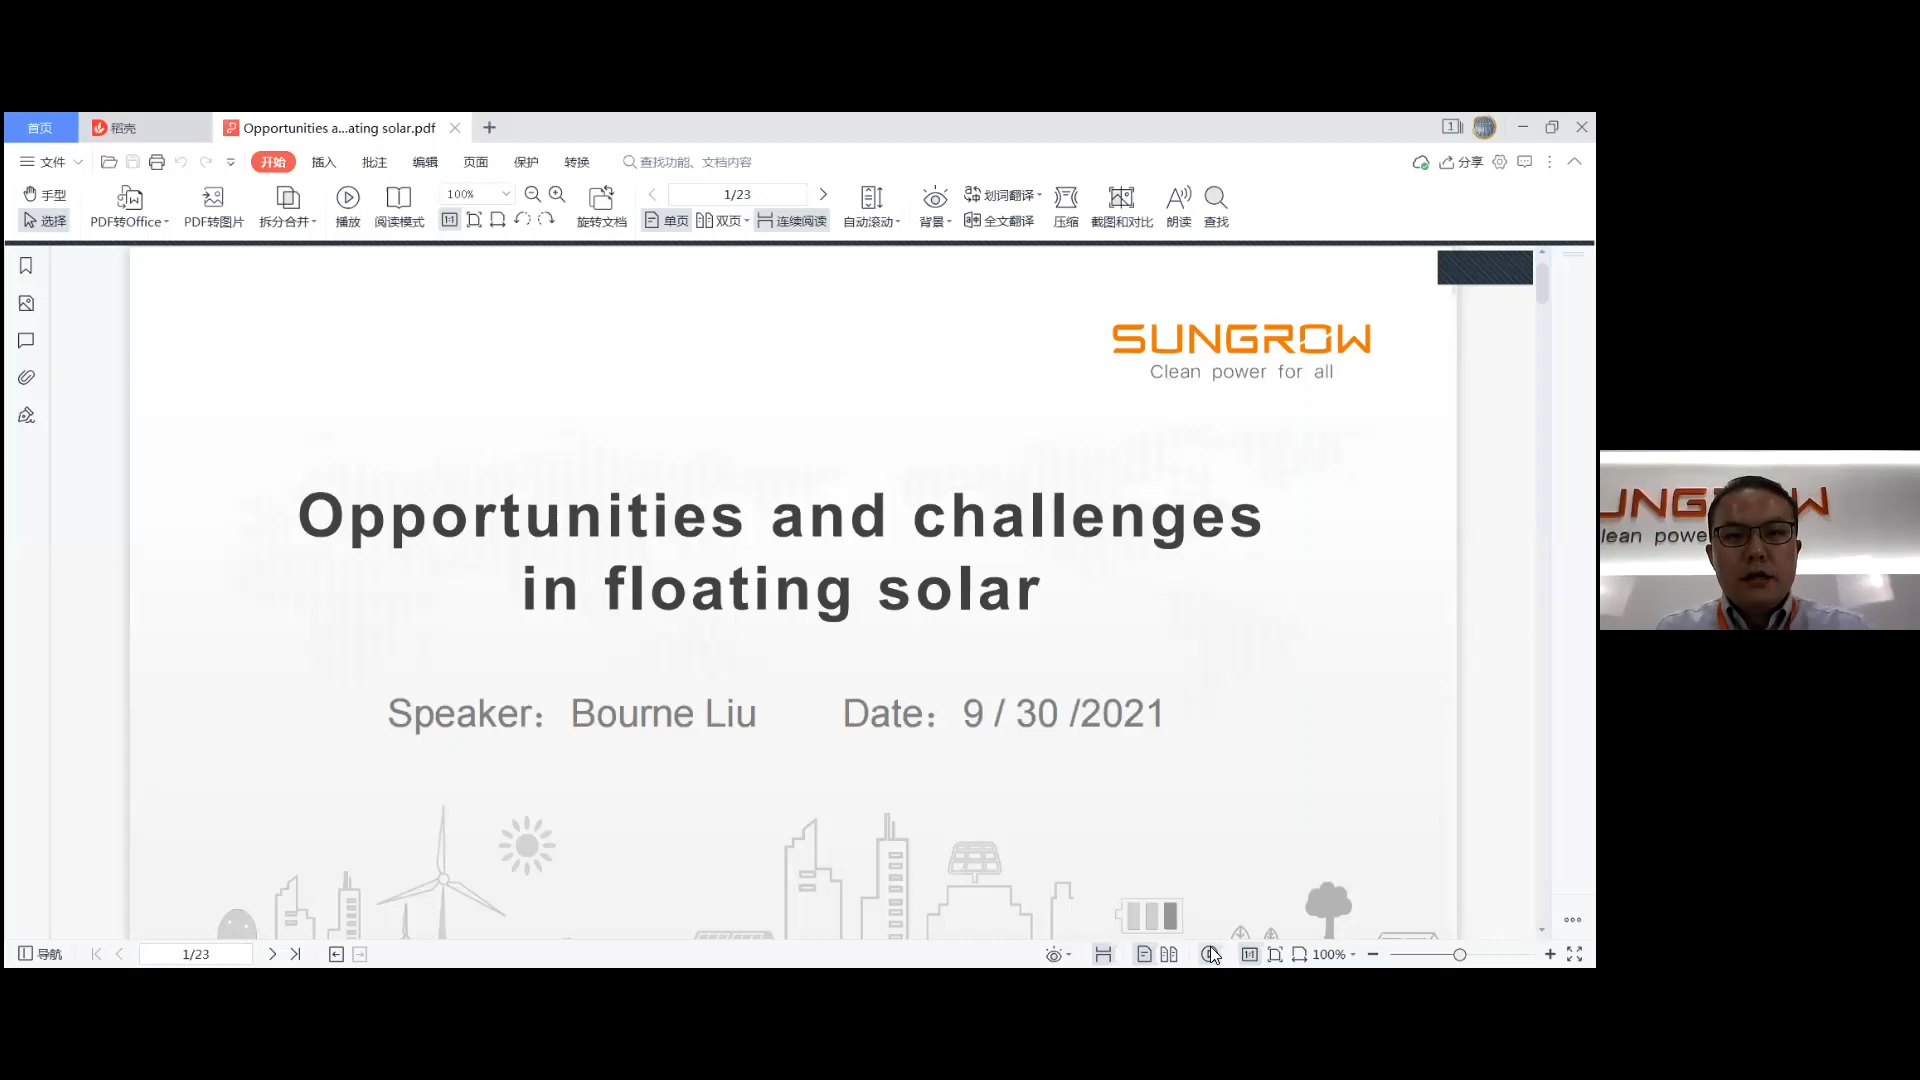 首页
稻壳
Opportunities a...ating solar.pdf
1
文件
开始
插入
批注
编辑
页面
保护
转换
查找功能、文档内容
分享
手型
选择
PDF转Office
PDF转图片
拆分合并
播放
阅读模式
100%
1:1
旋转文档
1/23
单页
双页
连续阅读
自动滚动
背景
划词翻译
全文翻译
压缩
截图和对比
朗读
查找
SUNGROW
Clean power for all
Opportunities and challenges
in floating solar
Speaker：Bourne Liu
Date：9 / 30 /2021
导航
1/23
1:1
100%
UNGROW
lean powe